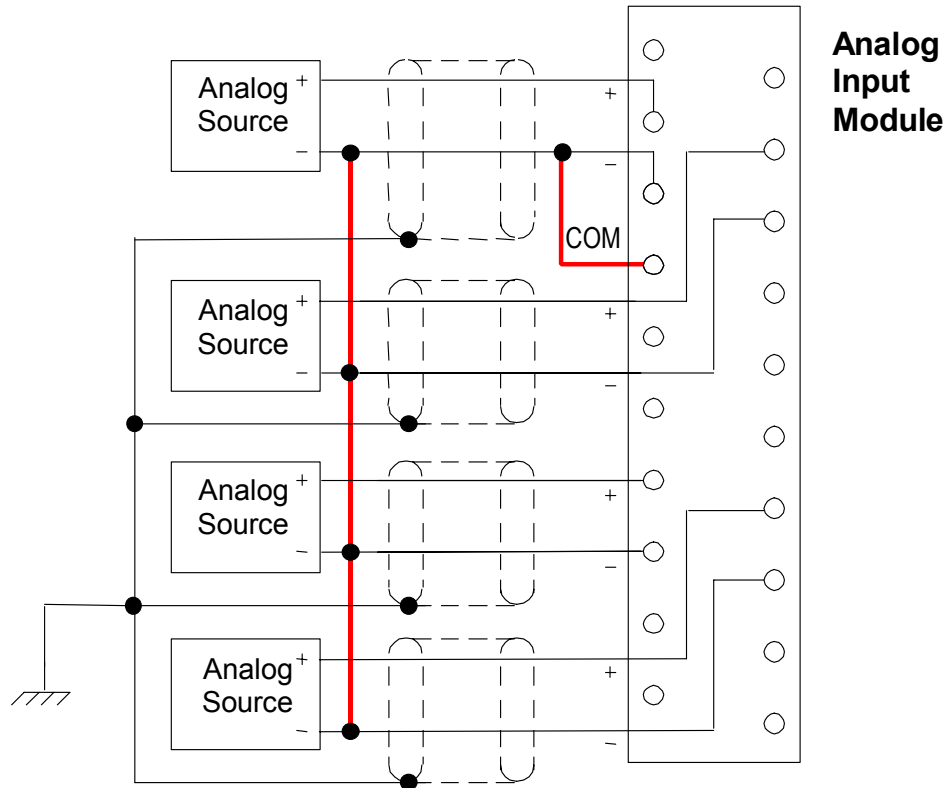 Analog
Input
Module
Analog
Source
+
−
+
−
COM
Analog
Source
+
−
+
−
Analog
Source
+
−
+
−
Analog
Source
+
−
+
−